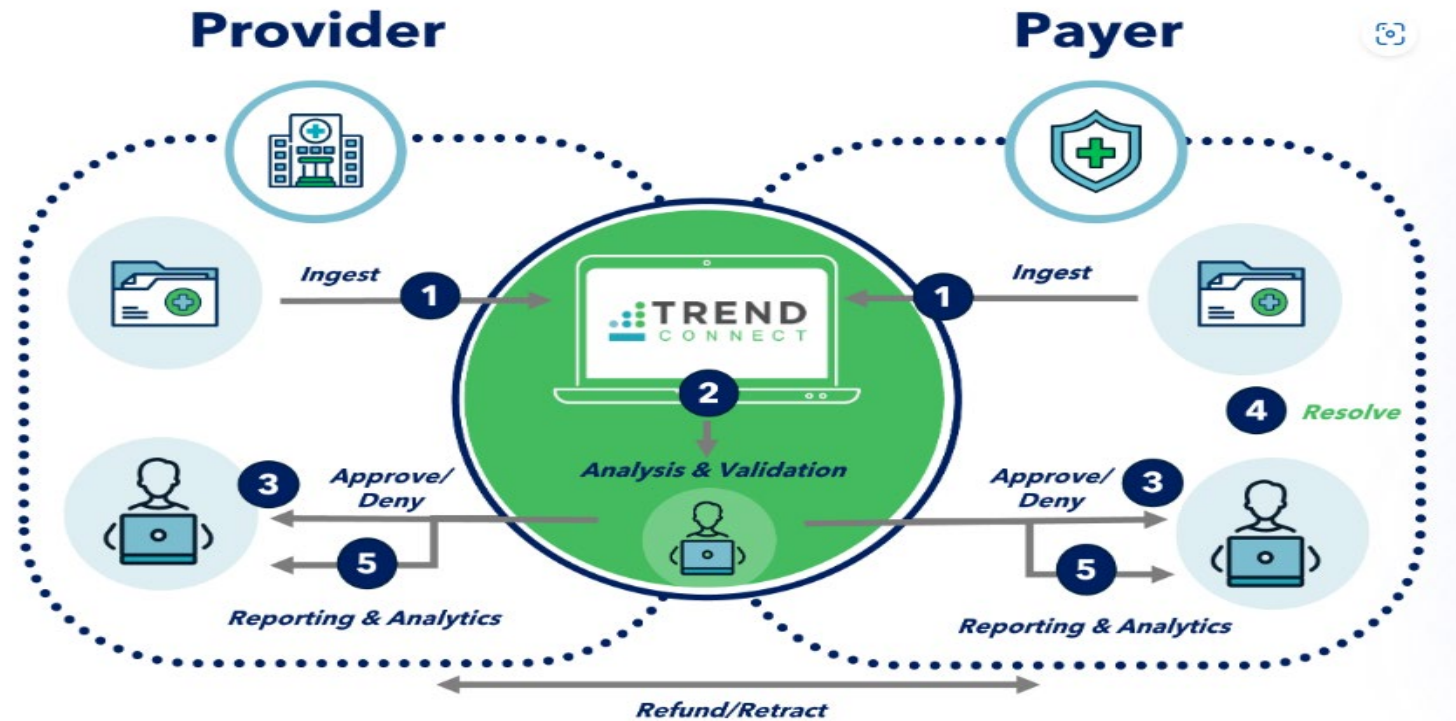 Provider
Payer
Ingest
1
1
Ingest
TREND
CONNECT
2
4
Resolve
Analysis & Validation
3
Approve/
Deny
Approve/
Deny
3
5
5
Reporting & Analytics
Reporting & Analytics
Refund/Retract